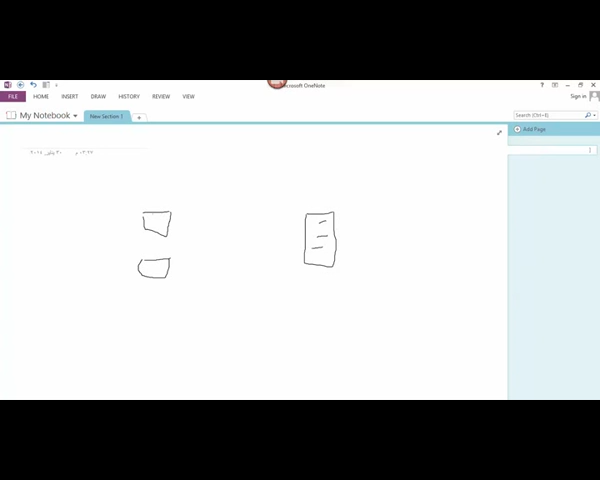 Microsoft OneNote
Sign in
FILE HOME INSERT DRAW HISTORY REVIEW VIEW
My Notebook New Section 1
Search (Ctrl+E)
Add Page